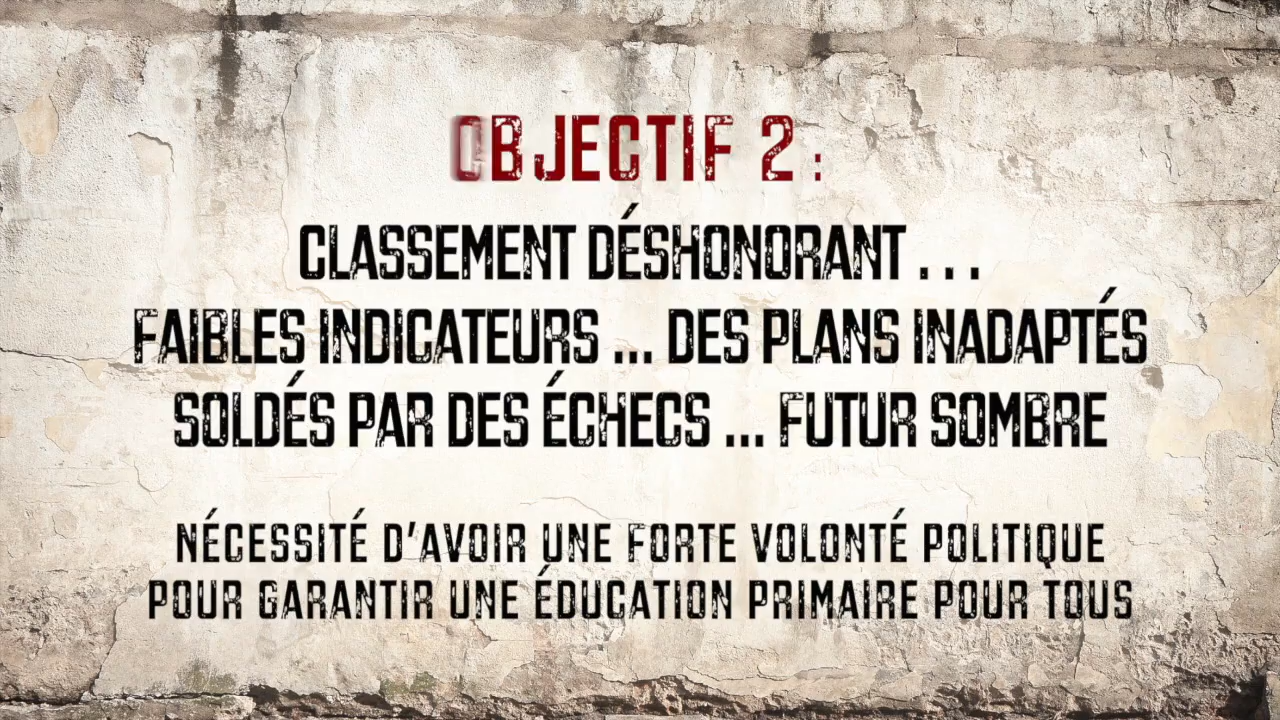 OBJECTIF 2 :
CLASSEMENT DÉSHONORANT . . .
FAIBLES INDICATEURS ... DES PLANS INADAPTÉS
SOLDÉS PAR DES ÉCHECS ... FUTUR SOMBRE
NÉCESSITÉ D'AVOIR UNE FORTE VOLONTÉ POLITIQUE
POUR GARANTIR UNE ÉDUCATION PRIMAIRE POUR TOUS